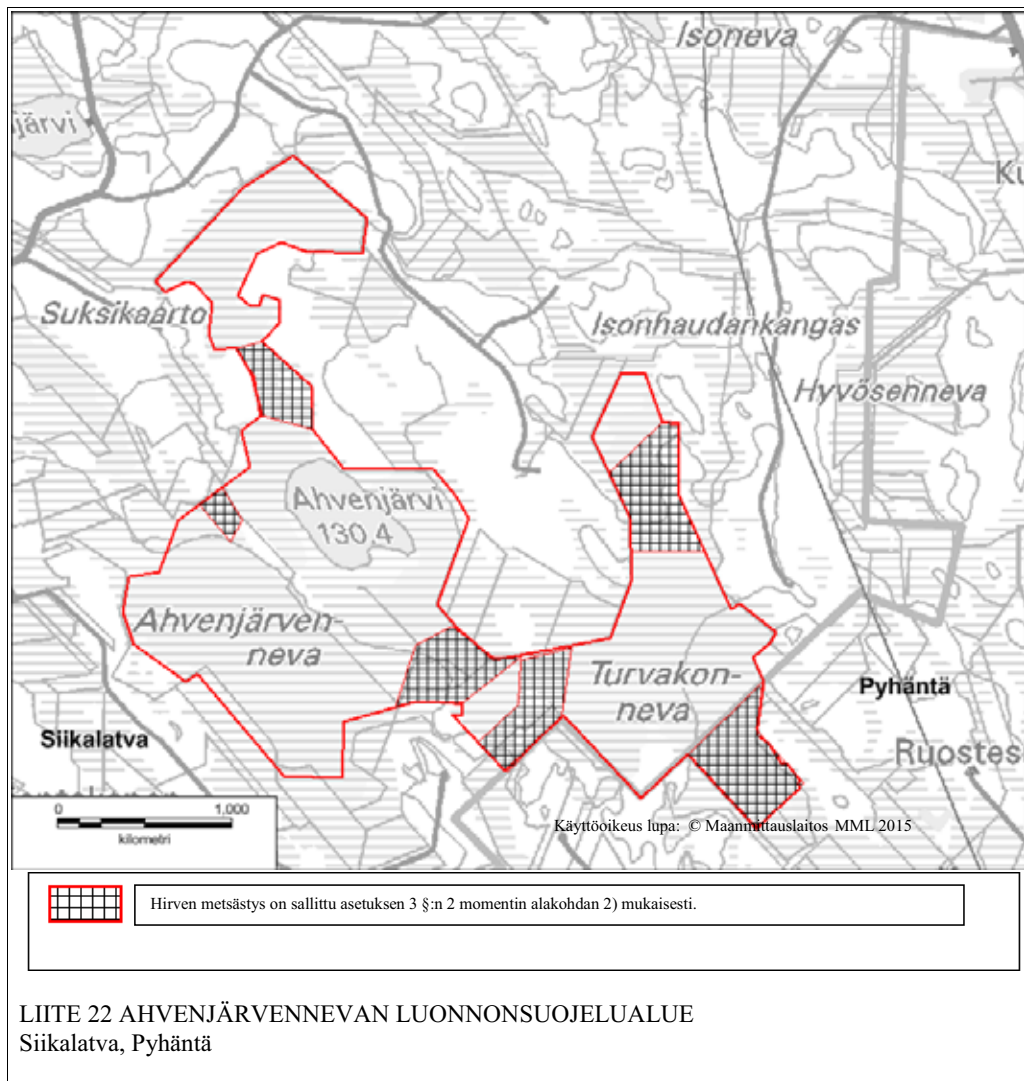 Isoneva
järvi
Ku
Suksikaarto
Isonhaudankangas
Hyvösenneva
Ahvenjärvi
130.4
Ahvenjärven-
neva
Turvakon-
neva
Pyhäntä
Siikalatva
Ruostes
0 1,000
kilometri
Käyttöoikeus lupa: © Maanmittauslaitos MML 2015
Hirven metsästys on sallittu asetuksen 3 §:n 2 momentin alakohdan 2) mukaisesti.
LIITE 22 AHVENJÄRVENNEVAN LUONNONSUOJELUALUE
Siikalatva, Pyhäntä